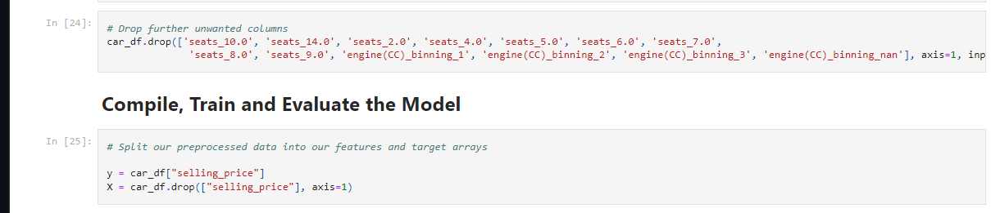 In [24]:
# Drop further unwanted columns
car_df.drop(['seats_10.0', 'seats_14.0', 'seats_2.0', 'seats_4.0', 'seats_5.0', 'seats_6.0', 'seats_7.0',
'seats_8.0', 'seats_9.0', 'engine(CC)_binning_1', 'engine(CC)_binning_2', 'engine(CC)_binning_3', 'engine(CC)_binning_nan'], axis=1, inp
Compile, Train and Evaluate the Model
In [25]:
# Split our preprocessed data into our features and target arrays
y = car_df["selling_price"]
X = car_df.drop(["selling_price"], axis=1)